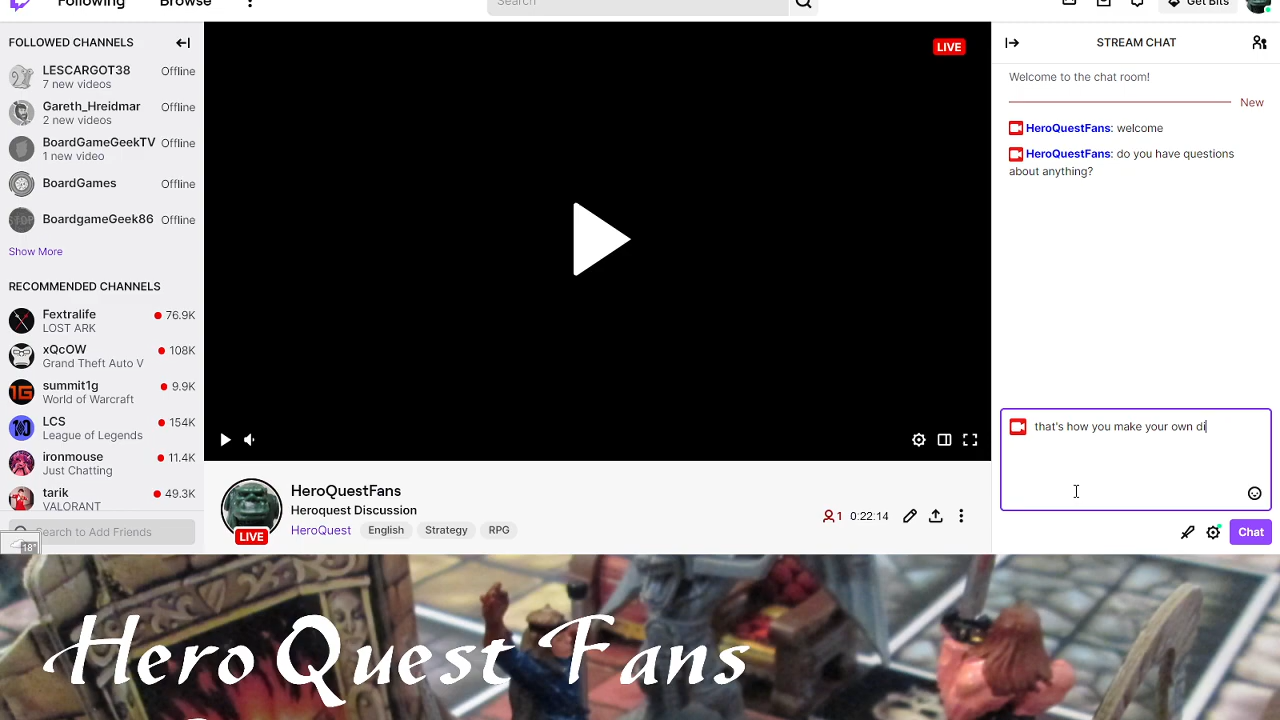 Following
Browse
Search
Get Bits
FOLLOWED CHANNELS
LESCARGOT38
Offline
7 new videos
Gareth_Hreidmar
Offline
2 new videos
BoardGameGeekTV
Offline
1 new video
BoardGames
Offline
STOP
BoardgameGeek86
Offline
Show More
RECOMMENDED CHANNELS
Fextralife
76.9K
LOST ARK
xQcOW
108K
Grand Theft Auto V
1G
summit1g
9.9K
World of Warcraft
LCS
154K
League of Legends
ironmouse
11.4K
Just Chatting
tarik
49.3K
VALORANT
Search to Add Friends
18"
LIVE
HeroQuestFans
Heroquest Discussion
LIVE
HeroQuest
English
Strategy
RPG
1
0:22:14
STREAM CHAT
Welcome to the chat room!
New
HeroQuestFans: welcome
HeroQuestFans: do you have questions
about anything?
that's how you make your own di
Chat
HeroQuest Fans